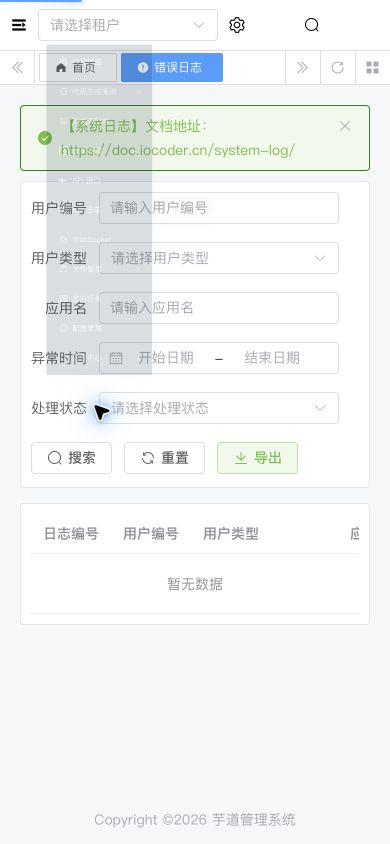 请选择租户
首页
错误日志
【系统日志】文档地址：
https://doc.iocoder.cn/system-log/
用户编号
请输入用户编号
WebSocket
用户类型
请选择用户类型
应用名
请输入应用名
配置管理
异常时间
开始日期
-
结束日期
处理状态
请选择处理状态
搜索
重置
导出
日志编号
用户编号
用户类型
暂无数据
Copyright ©2026 芋道管理系统